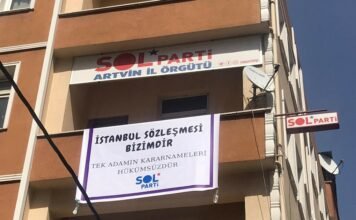 SOL PARTİ
ARTVİN İL ÖRGÜTÜ
İSTANBUL SÖZLEŞMESİ
BİZİMDİR
TEK ADAMIN KARARNAMELERİ
HÜKÜMSÜZDÜR
SOL
PARTİ
SOL PARTİ